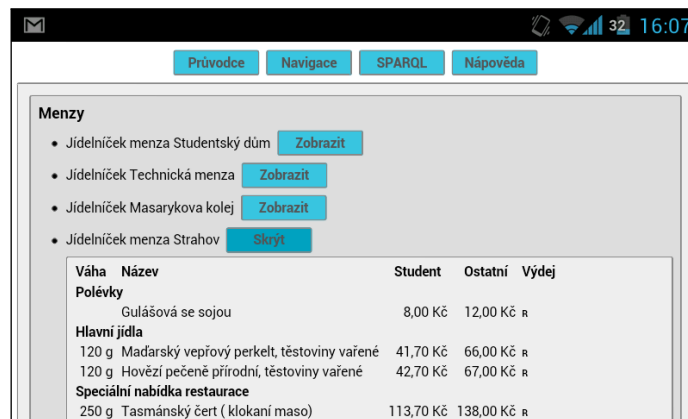 32 16:07
Průvodce Navigace SPARQL Nápověda
Menzy
Jídelníček menza Studentský dům Zobrazit
Jídelníček Technická menza Zobrazit
Jídelníček Masarykova kolej Zobrazit
Jídelníček menza Strahov Skrýt
Váha Název Student Ostatní Výdej
Polévky
Gulášová se sojou 8,00 Kč 12,00 Kč R
Hlavní jídla
120 g Maďarský vepřový perkelt, těstoviny vařené 41,70 Kč 66,00 Kč R
120 g Hovězí pečeně přírodní, těstoviny vařené 42,70 Kč 67,00 Kč R
Speciální nabídka restaurace
250 g Tasmánský čert ( klokaní maso) 113,70 Kč 138,00 Kč R